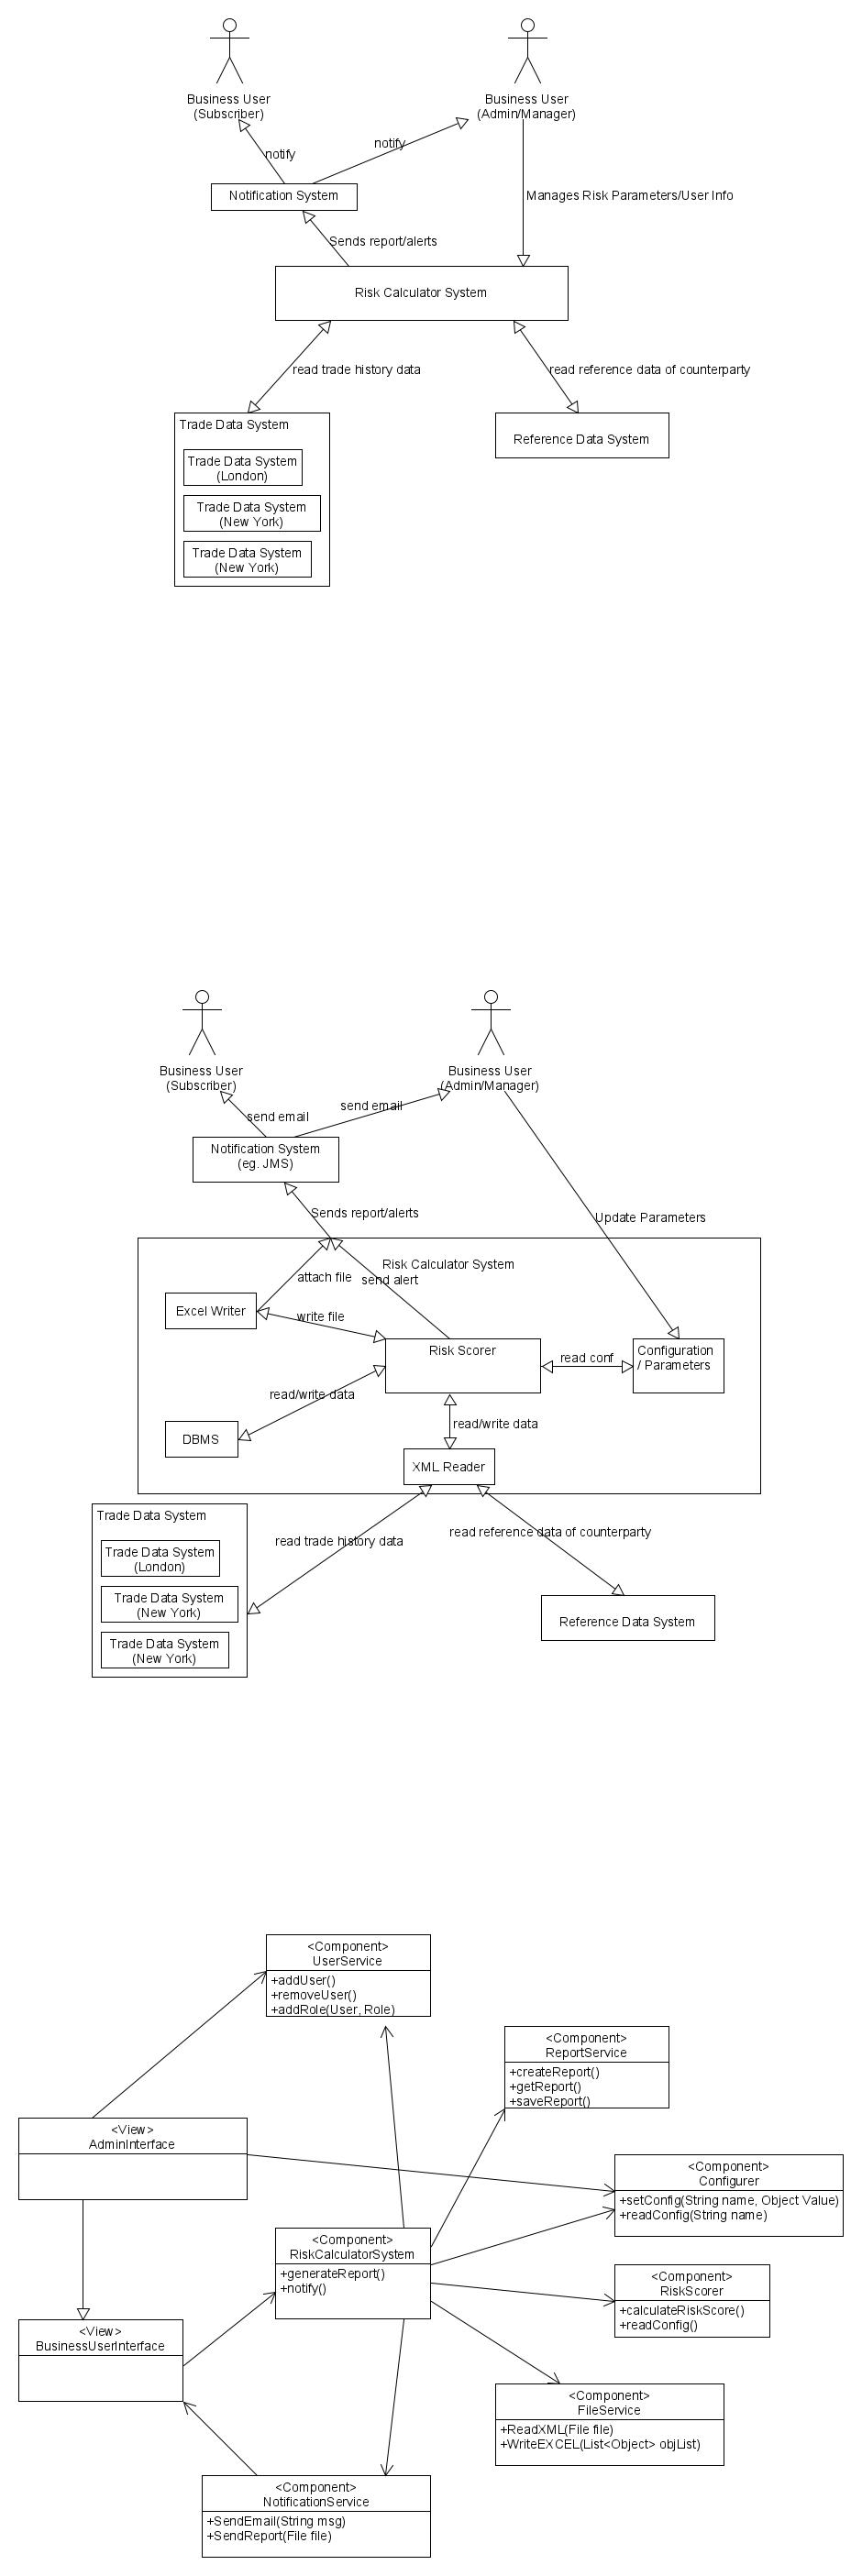 Business User
(Subscriber)
Business User
(Admin/Manager)
notify
notify
Notification System
Manages Risk Parameters/User Info
Sends report/alerts
Risk Calculator System
read trade history data
read reference data of counterparty
Trade Data System
Reference Data System
Trade Data System
(London)
Trade Data System
(New York)
Trade Data System
(New York)
Business User
(Subscriber)
Business User
(Admin/Manager)
send email
send email
Notification System
(eg. JMS)
Sends report/alerts
Update Parameters
Risk Calculator System
attach file
send alert
Excel Writer
write file
Risk Scorer
Configuration
/ Parameters
read conf
read/write data
DBMS
read/write data
XML Reader
Trade Data System
read trade history data
read reference data of counterparty
Trade Data System
(London)
Trade Data System
(New York)
Trade Data System
(New York)
Reference Data System
<Component>
UserService
+addUser()
+removeUser()
+addRole(User, Role)
<Component>
ReportService
+createReport()
+getReport()
+saveReport()
<View>
AdminInterface
<Component>
Configurer
+setConfig(String name, Object Value)
+readConfig(String name)
<Component>
RiskCalculatorSystem
+generateReport()
+notify()
<Component>
RiskScorer
+calculateRiskScore()
+readConfig()
<View>
BusinessUserInterface
<Component>
FileService
+ReadXML(File file)
+WriteEXCEL(List<Object> objList)
<Component>
NotificationService
+SendEmail(String msg)
+SendReport(File file)